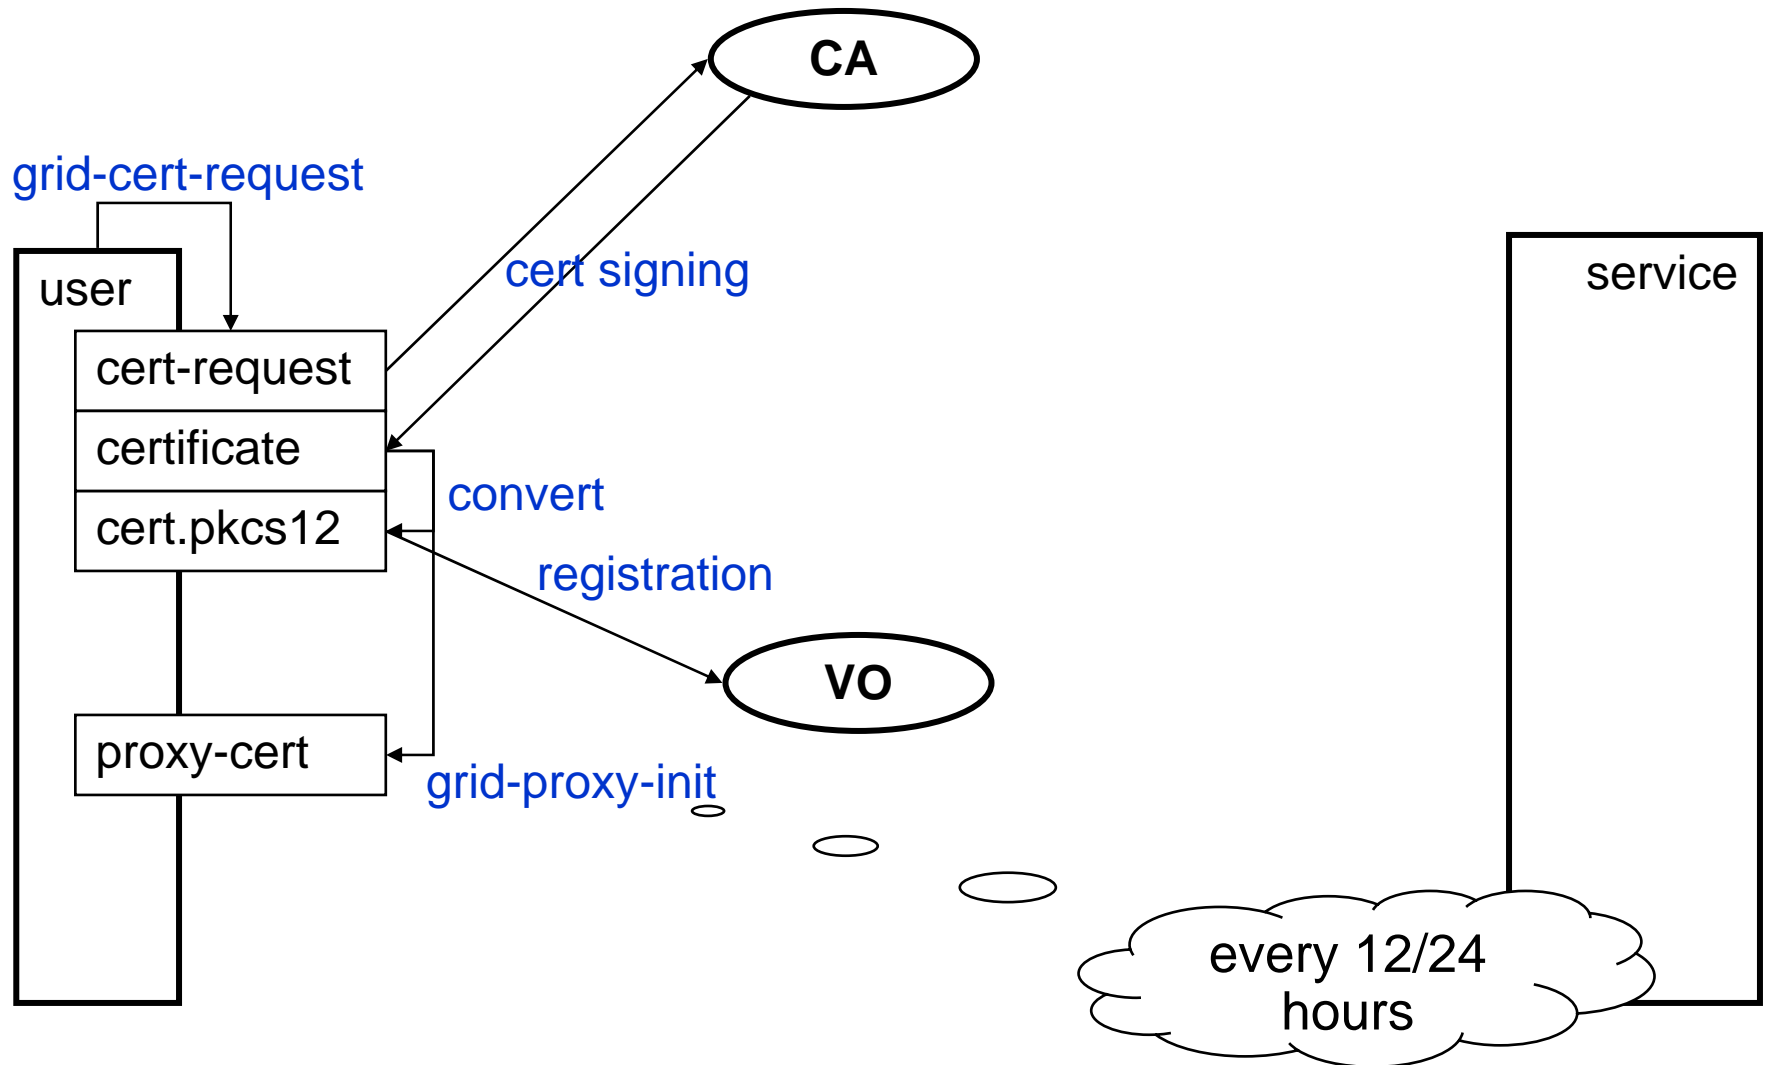 CA
grid-cert-request
cert signing
user
service
cert-request
certificate
convert
cert.pkcs12
registration
VO
proxy-cert
grid-proxy-init
every 12/24
hours